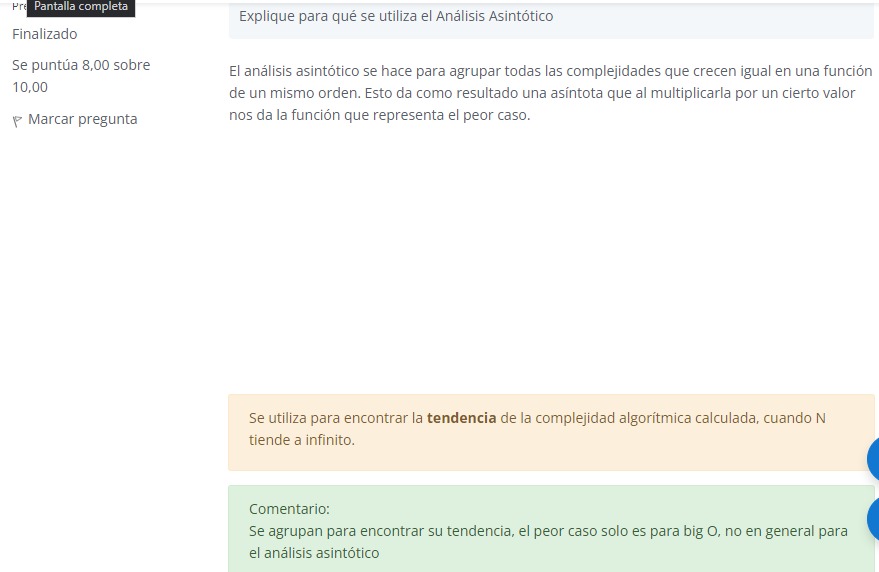 Pantalla completa
Finalizado
Se puntúa 8,00 sobre
10,00
Marcar pregunta
Explique para qué se utiliza el Análisis Asintótico
El análisis asintótico se hace para agrupar todas las complejidades que crecen igual en una función
de un mismo orden. Esto da como resultado una asíntota que al multiplicarla por un cierto valor
nos da la función que representa el peor caso.
Se utiliza para encontrar la tendencia de la complejidad algorítmica calculada, cuando N
tiende a infinito.
Comentario:
Se agrupan para encontrar su tendencia, el peor caso solo es para big O, no en general para
el análisis asintótico